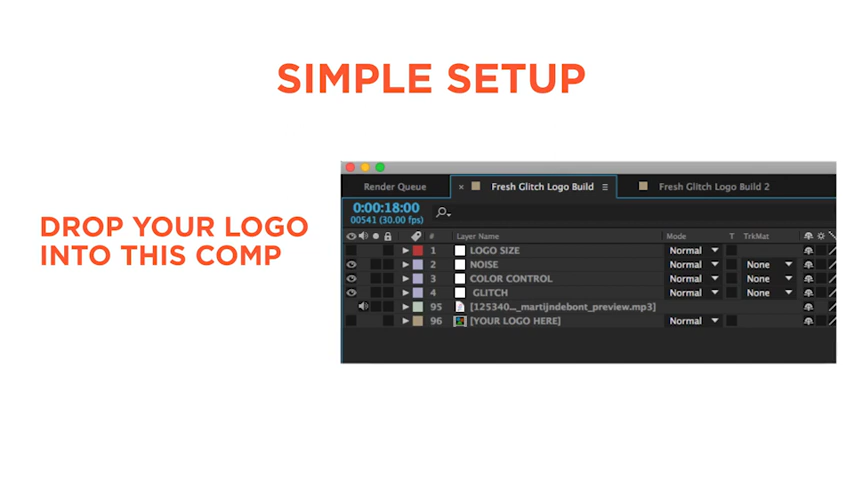 SIMPLE SETUP
DROP YOUR LOGO
INTO THIS COMP
Render Queue
× Fresh Glitch Logo Build ≡
Fresh Glitch Logo Build 2
0:00:18:00
00541 (30.00 fps)
# Layer Name Mode T TrkMat
1 LOGO SIZE Normal
2 NOISE Normal None
3 COLOR CONTROL Normal None
4 GLITCH Normal None
95 [125340..._martijndebont_preview.mp3]
96 [YOUR LOGO HERE] Normal